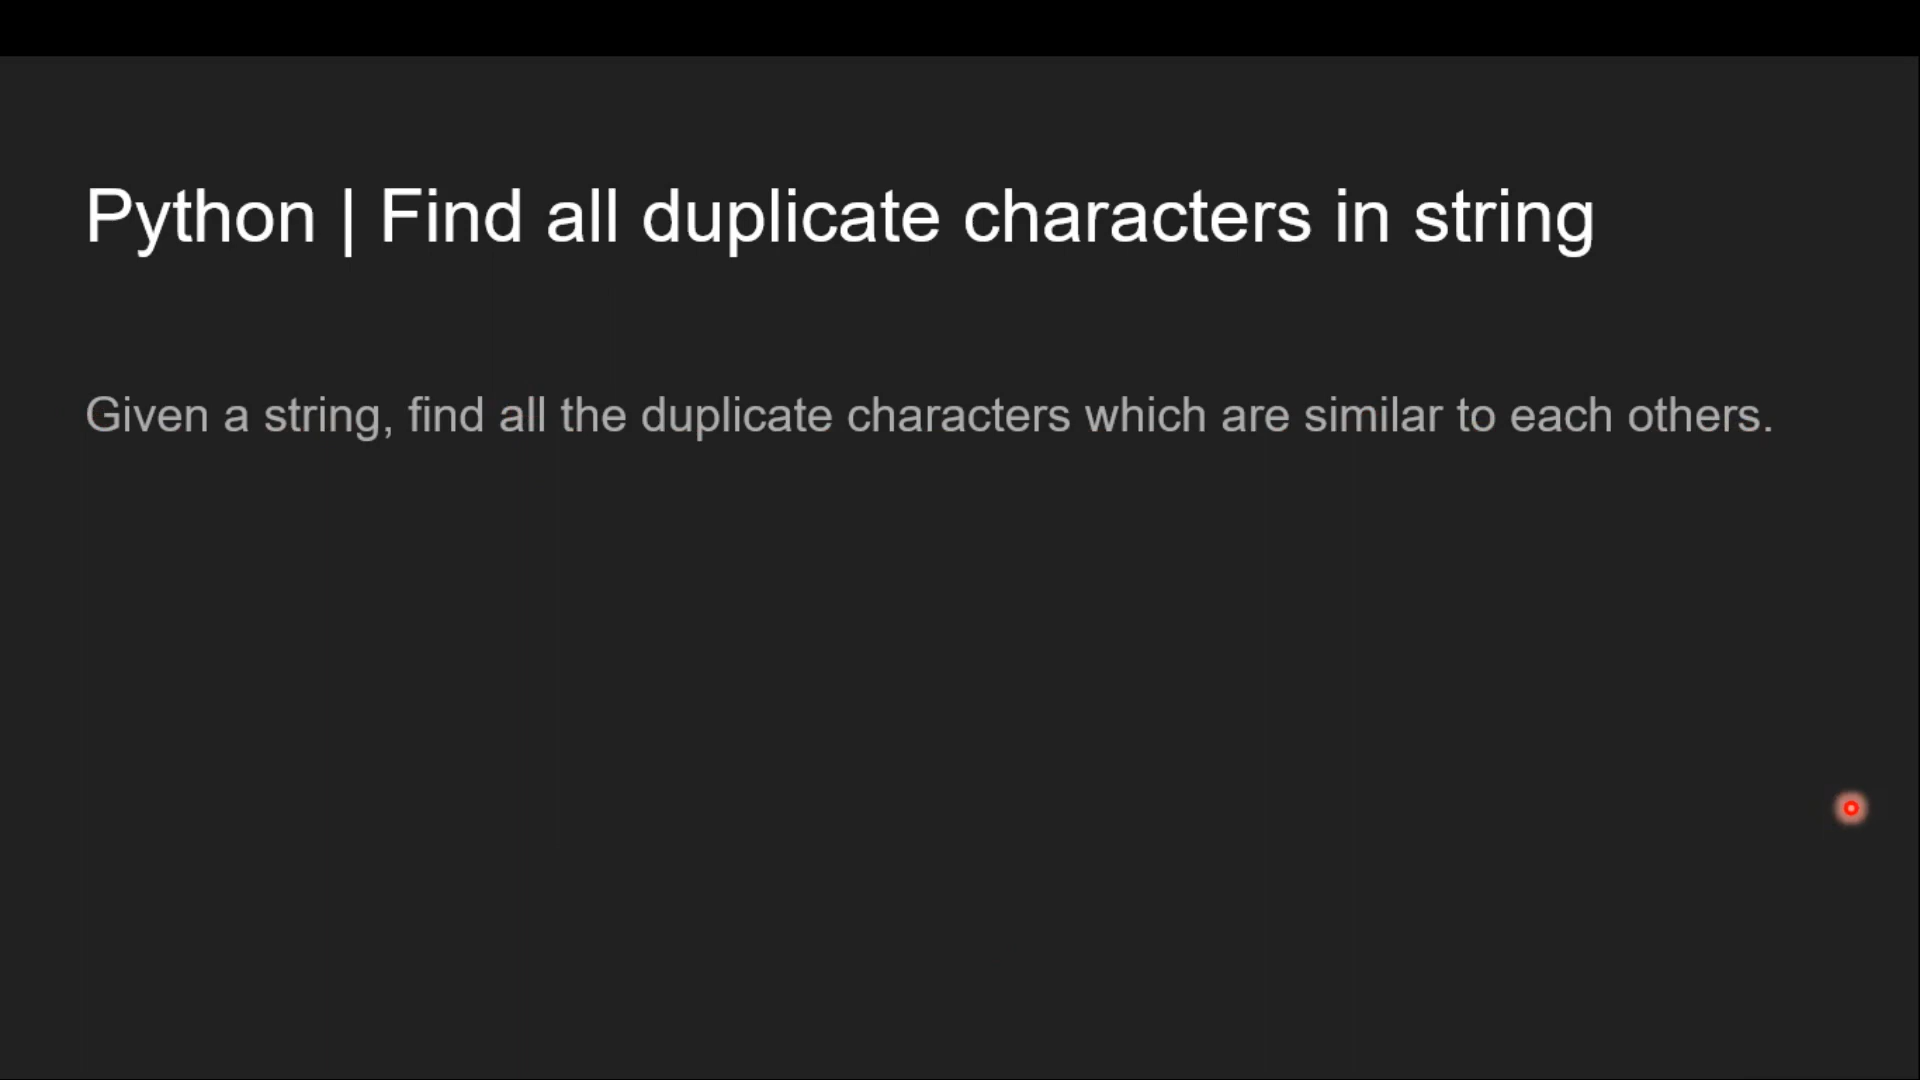 Python | Find all duplicate characters in string
Given a string, find all the duplicate characters which are similar to each others.